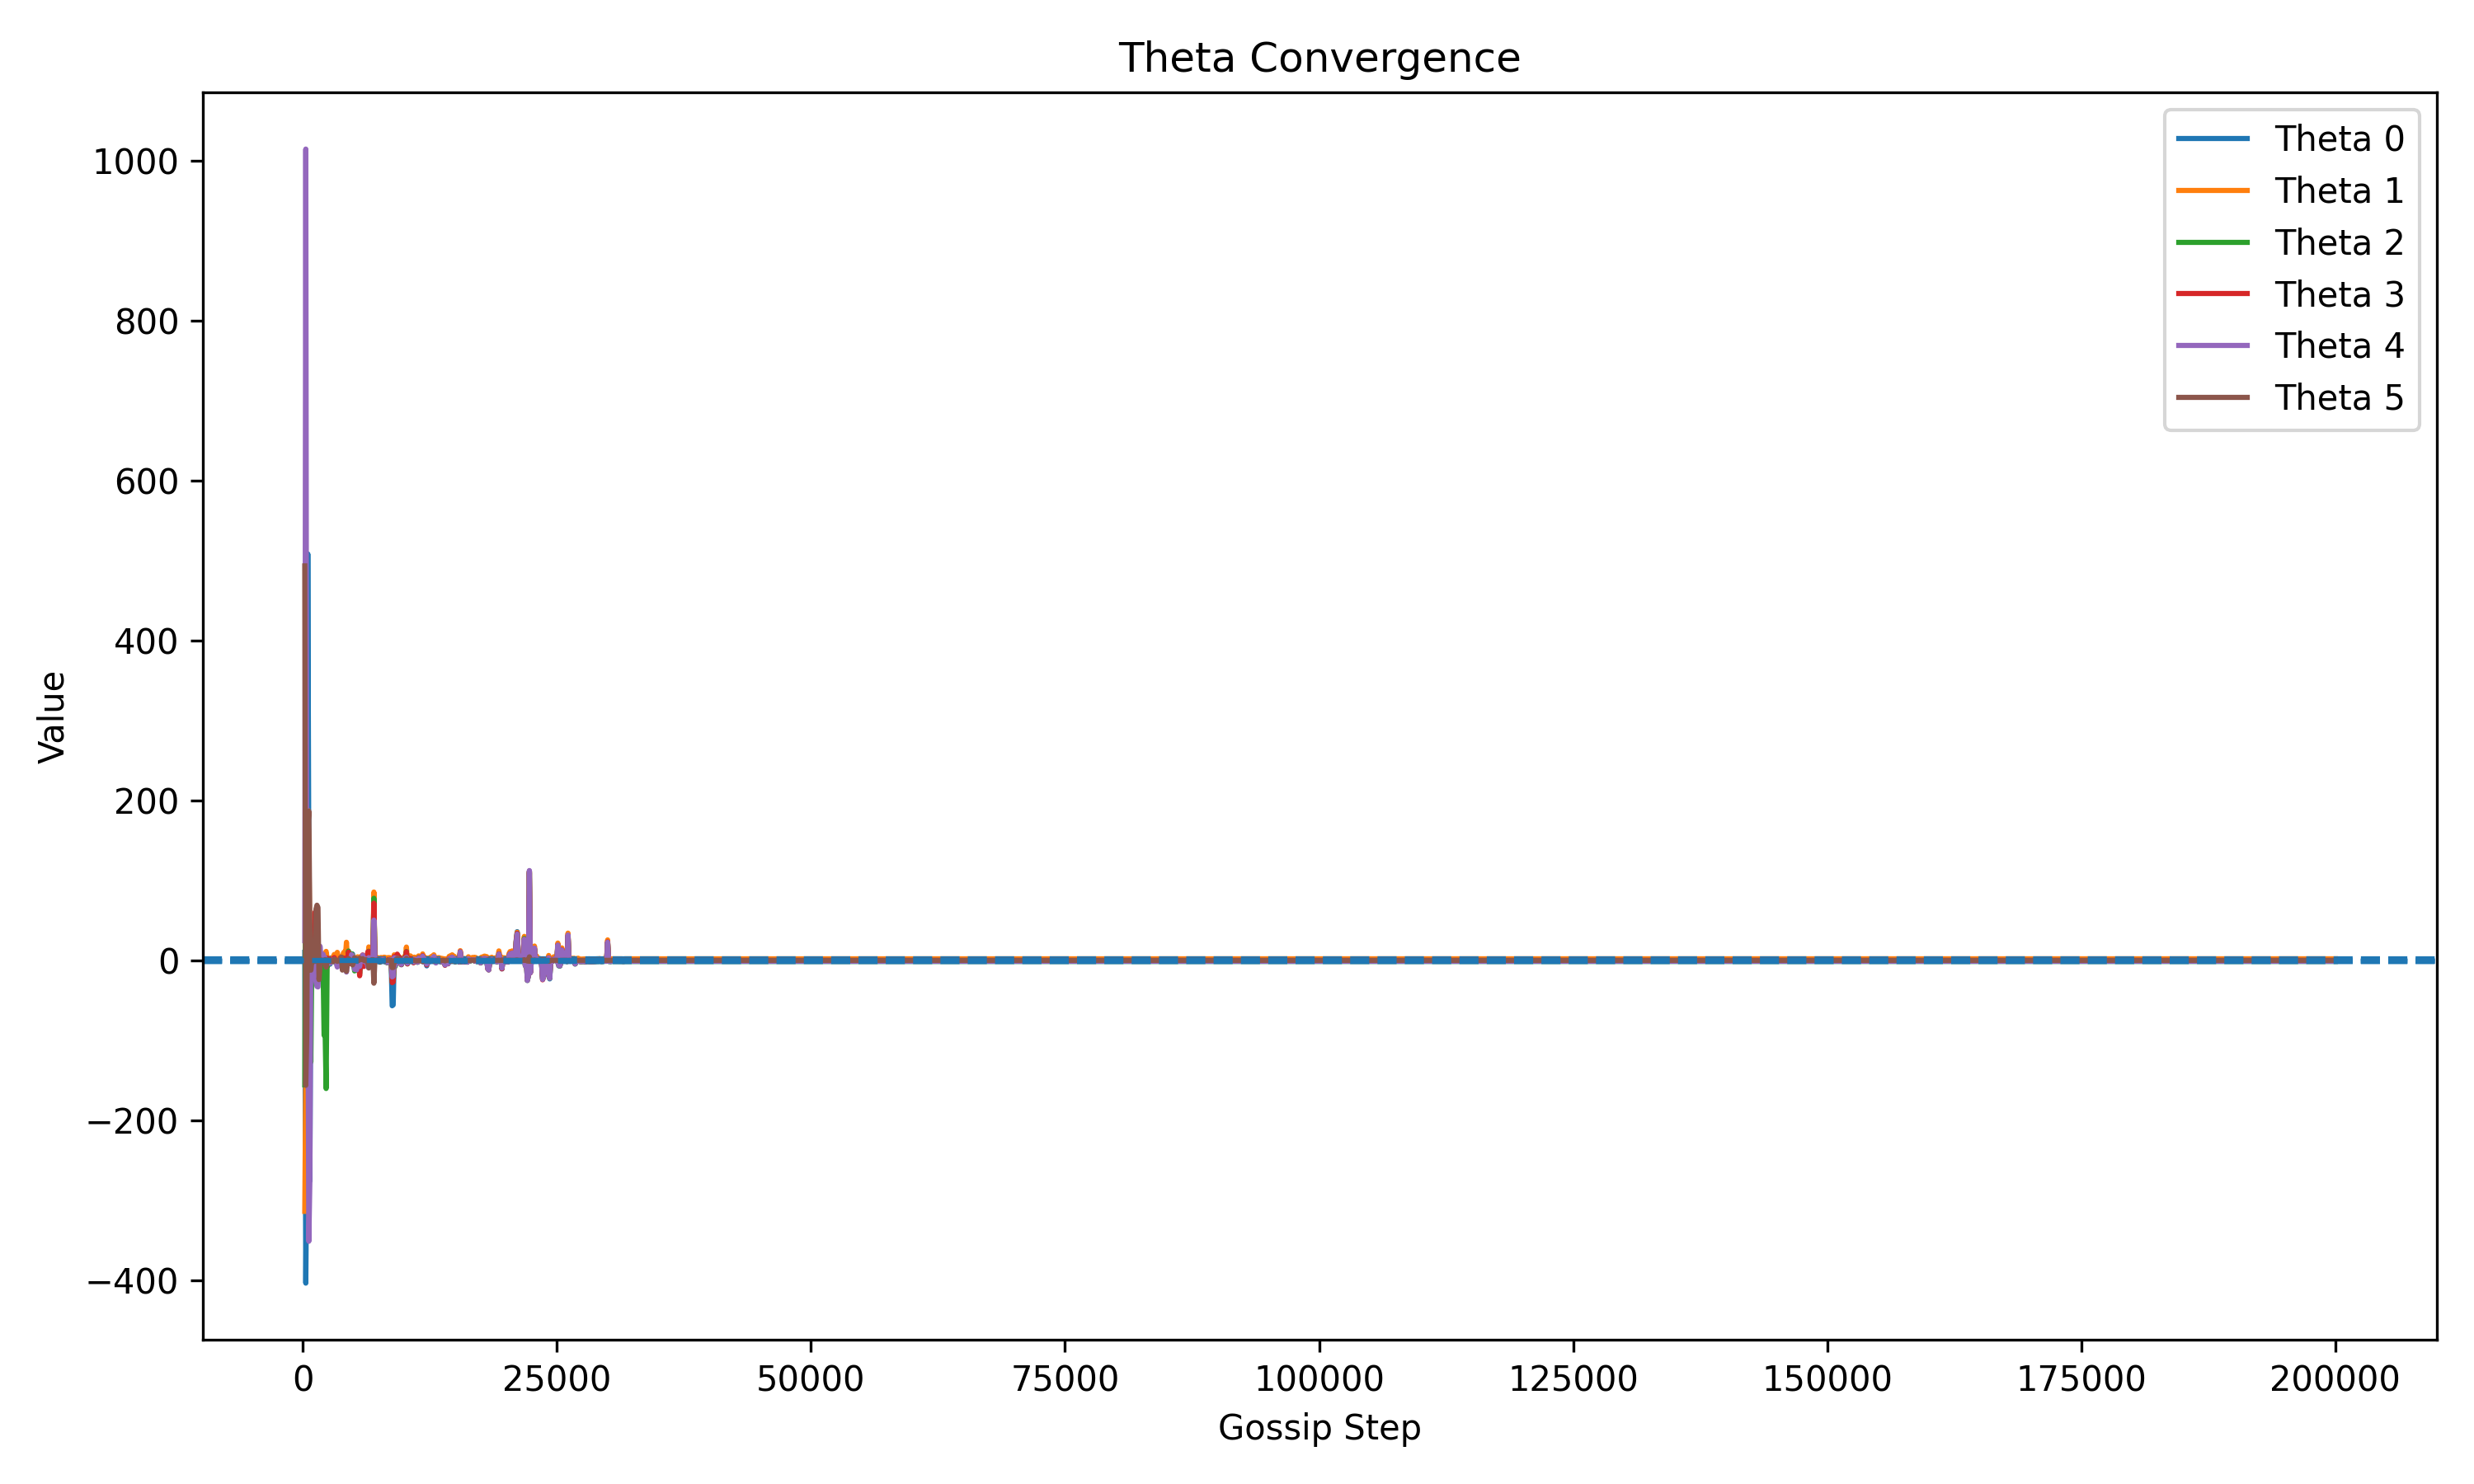 Theta Convergence
1000
800
600
400
200
0
−200
−400
Value
0 25000 50000 75000 100000 125000 150000 175000 200000
Gossip Step
Theta 0
Theta 1
Theta 2
Theta 3
Theta 4
Theta 5